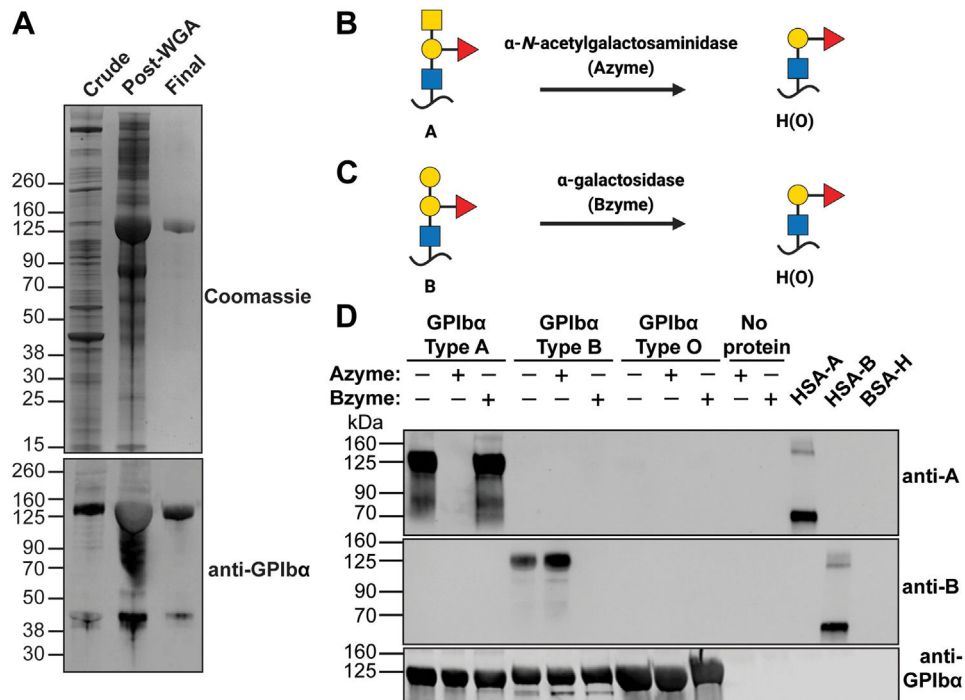 A
Crude
Post-WGA
Final
260
160
125
90
70
50
38
30
25
15
Coomassie
260
160
125
90
70
50
38
30
anti-GPIbα
B
α-N-acetylgalactosaminidase
(Azyme)
A
H(O)
C
α-galactosidase
(Bzyme)
B
H(O)
D
GPIbα GPIbα GPIbα No
Type A Type B Type O protein
HSA-A
HSA-B
BSA-H
Azyme: – + – – + – – + – + –
Bzyme: – – + – – + – – + – +
kDa
160
125
90
70
anti-A
160
125
90
70
anti-B
160
125
anti-
GPIbα